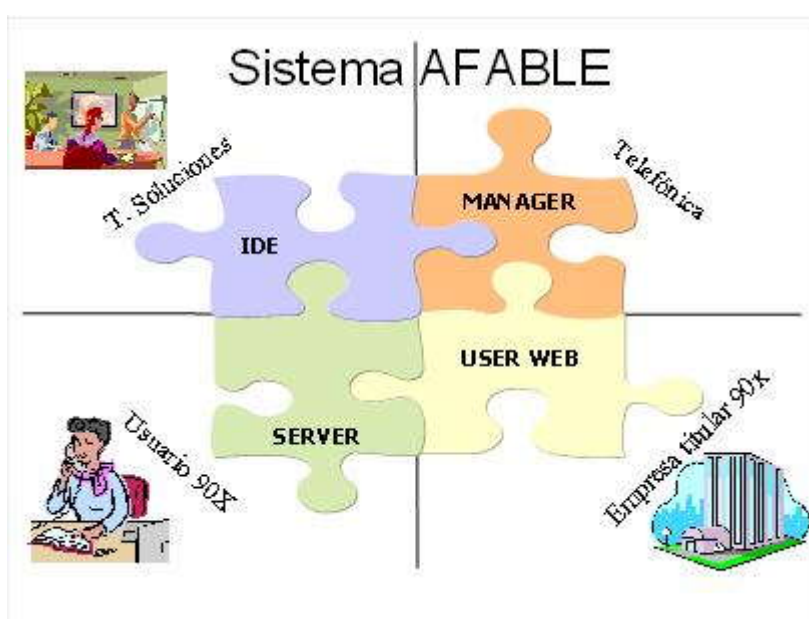 Sistema AFABLE
T. Soluciones
Telefónica
MANAGER
IDE
USER WEB
SERVER
Usuario 90X
Empresa titular 90x